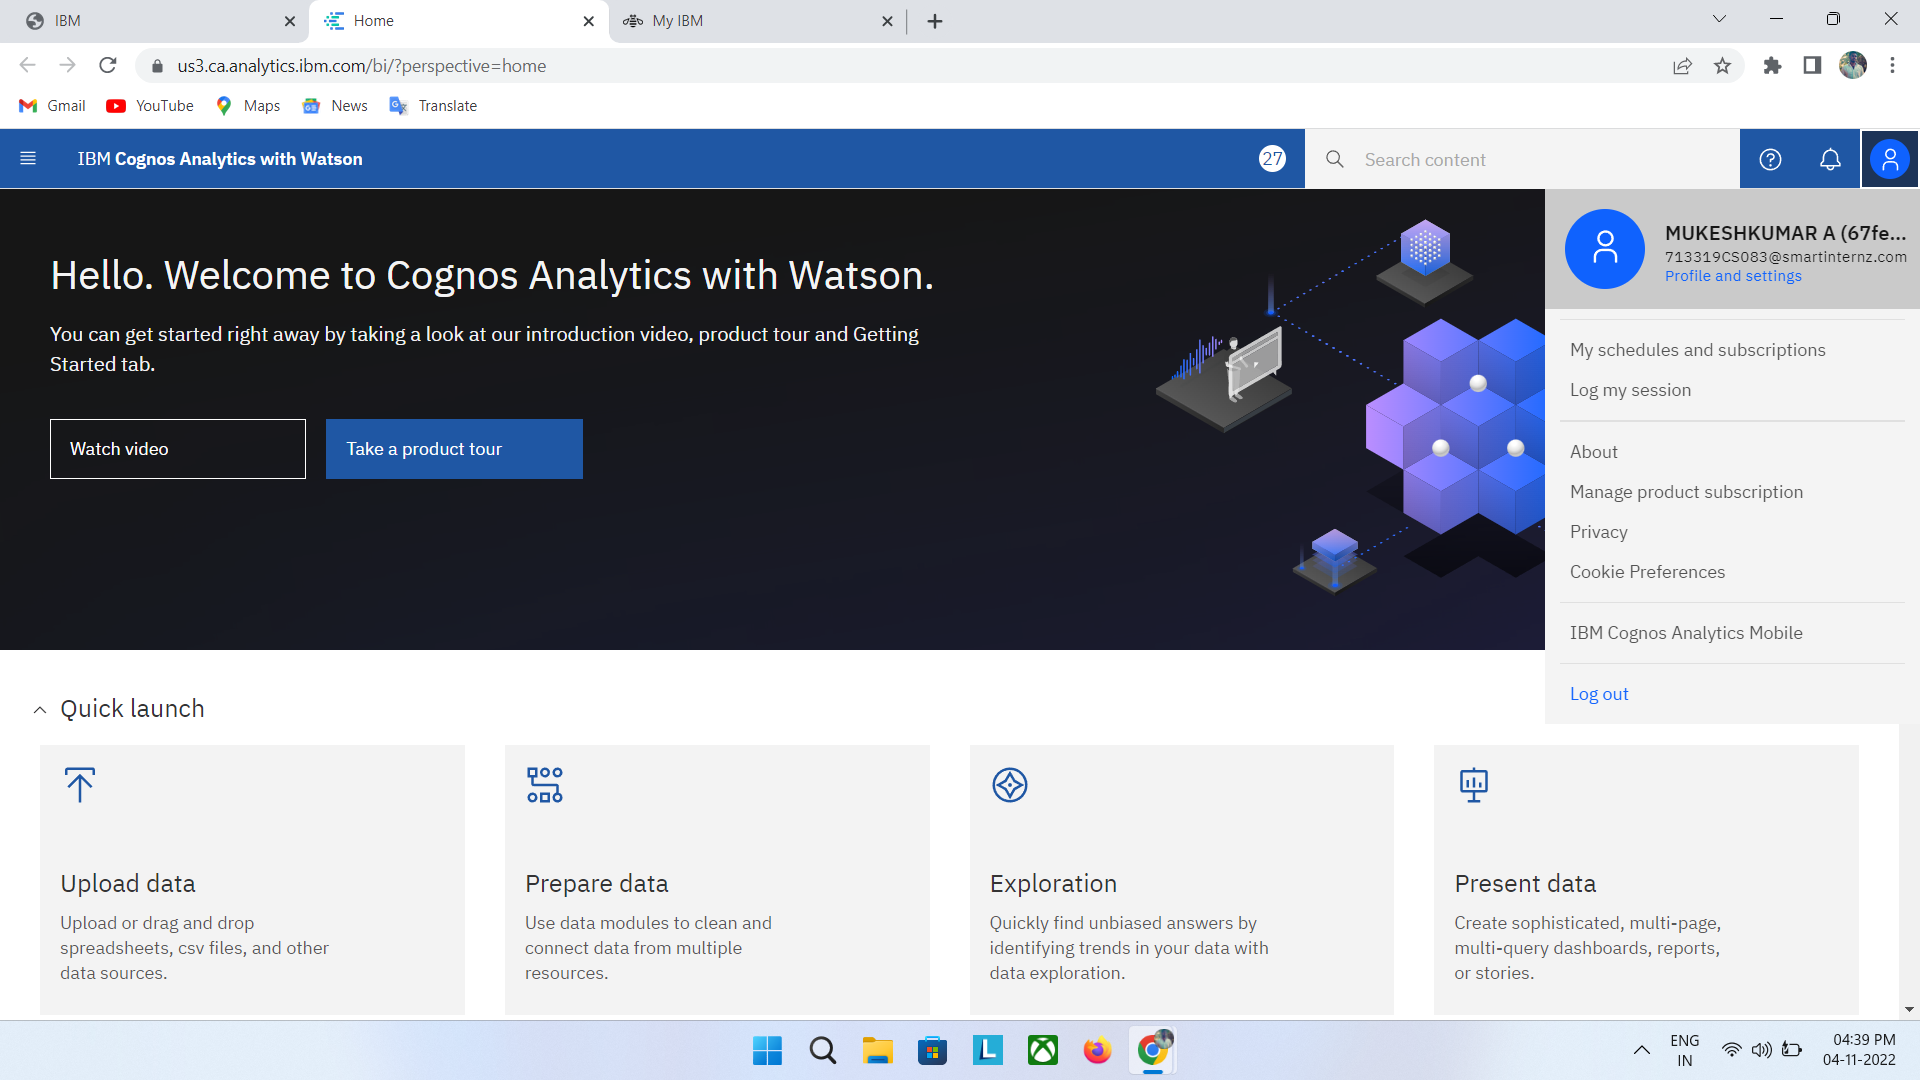 IBM
Home
My IBM
us3.ca.analytics.ibm.com/bi/?perspective=home
Gmail
YouTube
Maps
News
Translate
IBM Cognos Analytics with Watson
27
Search content
MUKESHKUMAR A (67fe...
713319CS083@smartinternz.com
Profile and settings
My schedules and subscriptions
Log my session
About
Manage product subscription
Privacy
Cookie Preferences
IBM Cognos Analytics Mobile
Log out
Hello. Welcome to Cognos Analytics with Watson.
You can get started right away by taking a look at our introduction video, product tour and Getting
Started tab.
Watch video
Take a product tour
Quick launch
Upload data
Upload or drag and drop
spreadsheets, csv files, and other
data sources.
Prepare data
Use data modules to clean and
connect data from multiple
resources.
Exploration
Quickly find unbiased answers by
identifying trends in your data with
data exploration.
Present data
Create sophisticated, multi-page,
multi-query dashboards, reports,
or stories.
L
ENG
IN
04:39 PM
04-11-2022